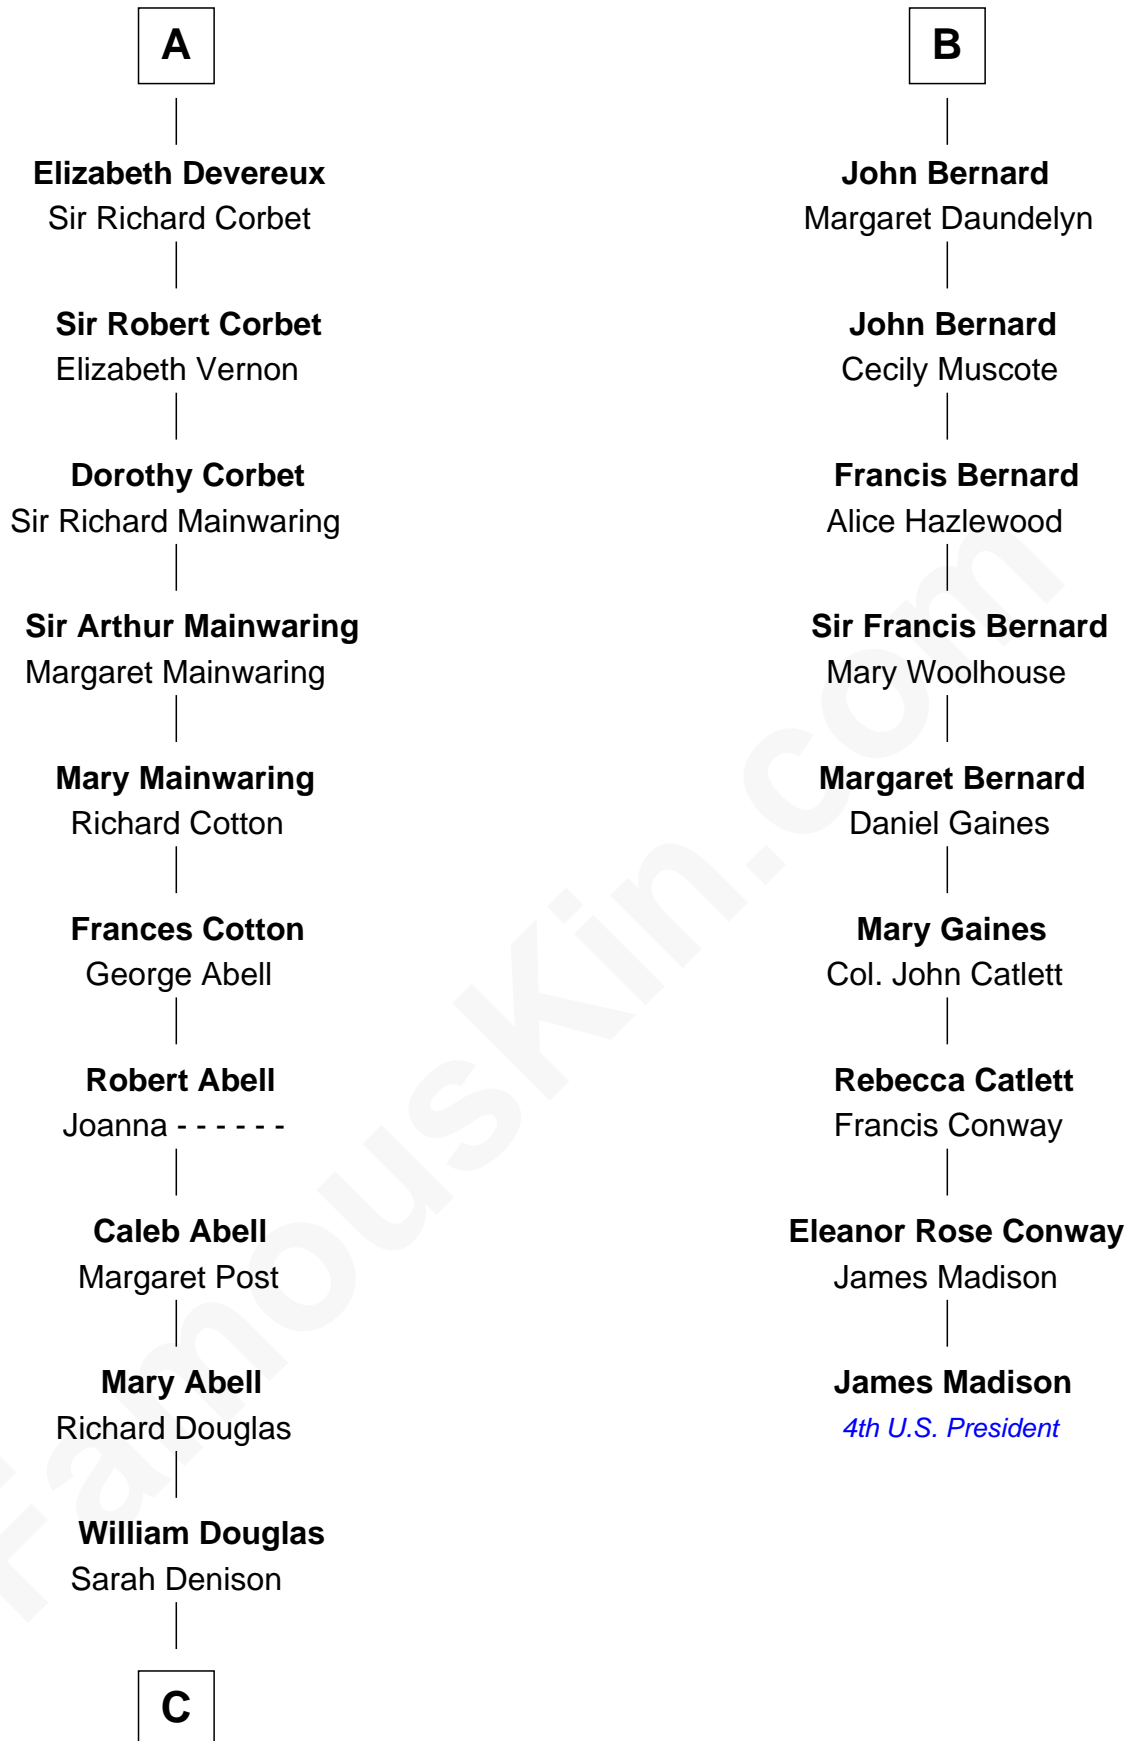 A
Elizabeth Devereux
Sir Richard Corbet
Sir Robert Corbet
Elizabeth Vernon
Dorothy Corbet
Sir Richard Mainwaring
Sir Arthur Mainwaring
Margaret Mainwaring
Mary Mainwaring
Richard Cotton
Frances Cotton
George Abell
Robert Abell
Joanna - - - - - -
Caleb Abell
Margaret Post
Mary Abell
Richard Douglas
William Douglas
Sarah Denison
C
B
John Bernard
Margaret Daundelyn
John Bernard
Cecily Muscote
Francis Bernard
Alice Hazlewood
Sir Francis Bernard
Mary Woolhouse
Margaret Bernard
Daniel Gaines
Mary Gaines
Col. John Catlett
Rebecca Catlett
Francis Conway
Eleanor Rose Conway
James Madison
James Madison
4th U.S. President
FamousKin.com